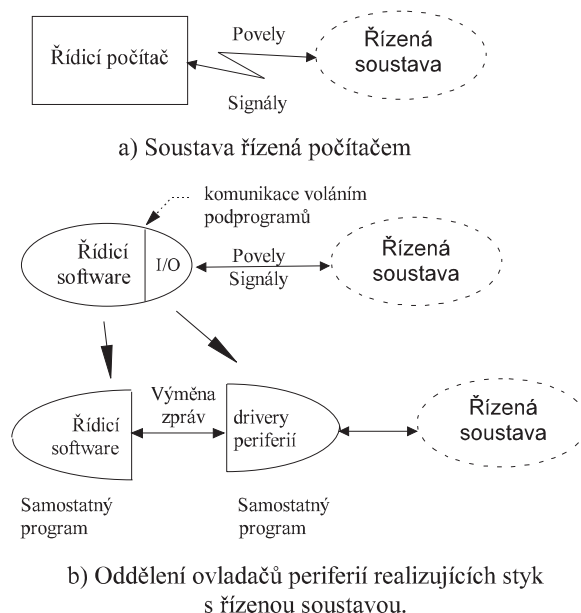 Řídicí počítač
Povely
Signály
Řízená
soustava
a) Soustava řízená počítačem
komunikace voláním
podprogramů
Řídicí
software
I/O
Povely
Signály
Řízená
soustava
Řídicí
software
Výměna
zpráv
drivery
periferií
Řízená
soustava
Samostatný
program
Samostatný
program
b) Oddělení ovladačů periferií realizujících styk
s řízenou soustavou.